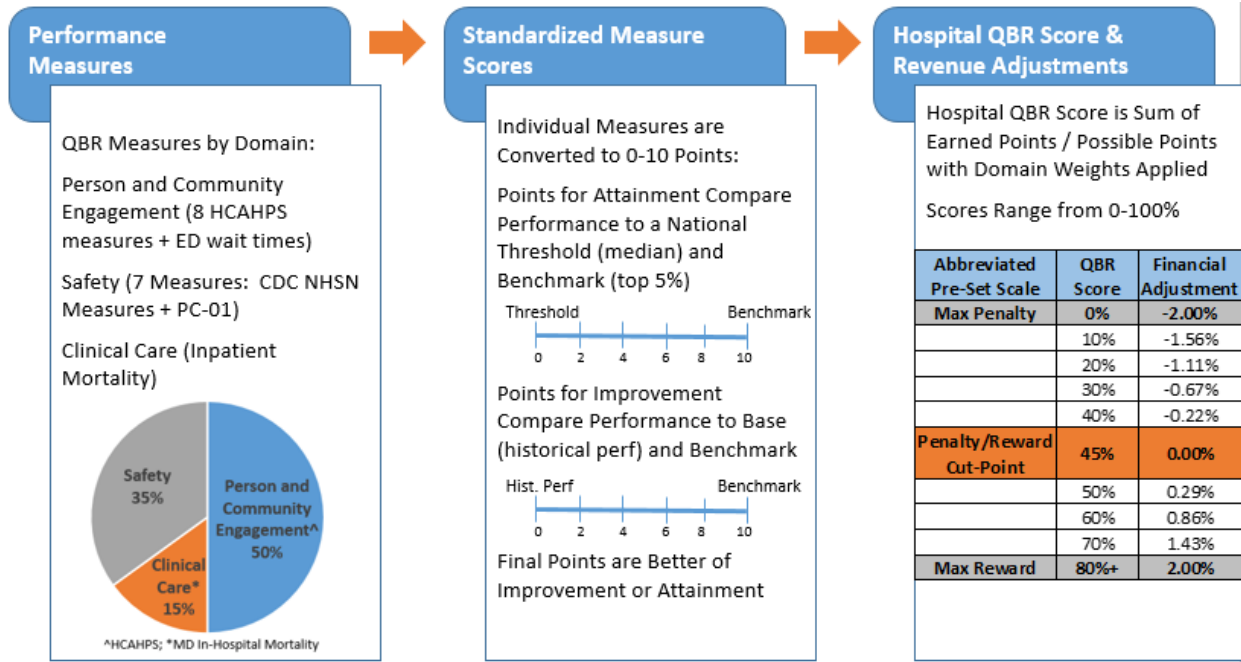 Performance
Measures
QBR Measures by Domain:
Person and Community
Engagement (8 HCAHPS
measures + ED wait times)
Safety (7 Measures: CDC NHSN
Measures + PC-01)
Clinical Care (Inpatient
Mortality)
Safety
35%
Person and
Community
Engagement^
50%
Clinical
Care*
15%
^HCAHPS; *MD In-Hospital Mortality
Standardized Measure
Scores
Individual Measures are
Converted to 0-10 Points:
Points for Attainment Compare
Performance to a National
Threshold (median) and
Benchmark (top 5%)
Threshold Benchmark
0 2 4 6 8 10
Points for Improvement
Compare Performance to Base
(historical perf) and Benchmark
Hist. Perf Benchmark
0 2 4 6 8 10
Final Points are Better of
Improvement or Attainment
Hospital QBR Score &
Revenue Adjustments
Hospital QBR Score is Sum of
Earned Points / Possible Points
with Domain Weights Applied
Scores Range from 0-100%
Abbreviated QBR Financial
Pre-Set Scale Score Adjustment
Max Penalty 0% -2.00%
10% -1.56%
20% -1.11%
30% -0.67%
40% -0.22%
Penalty/Reward
Cut-Point 45% 0.00%
50% 0.29%
60% 0.86%
70% 1.43%
Max Reward 80%+ 2.00%